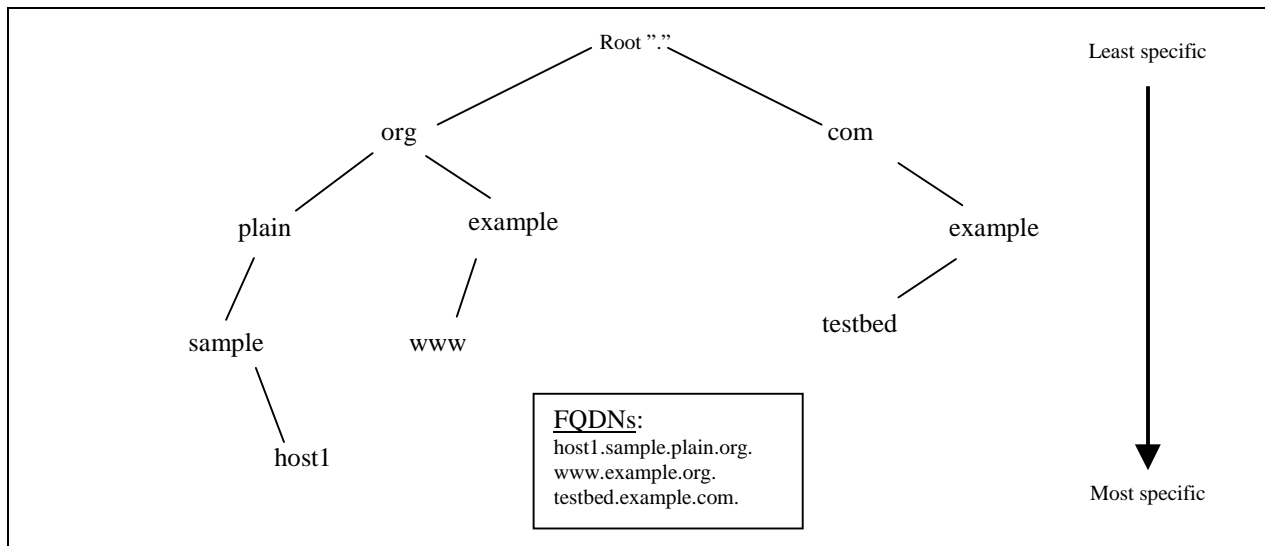 Root ”.”
Least specific
org
com
plain
example
example
testbed
sample
www
host1
FQDNs:
host1.sample.plain.org.
www.example.org.
testbed.example.com.
Most specific